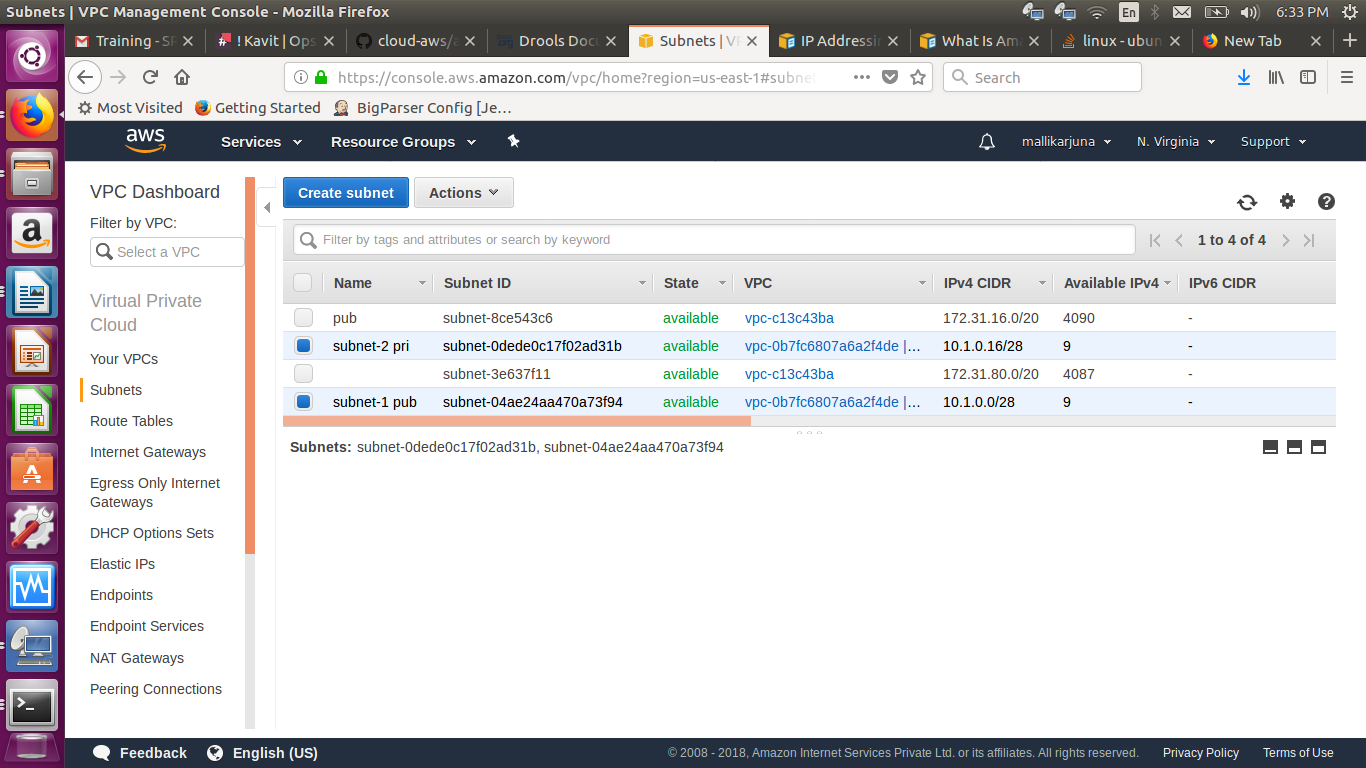 Subnets | VPC Management Console - Mozilla Firefox
En
6:33 PM
Training - SP
! Kavit | Ops
cloud-aws/a
Drools Docu
Subnets | VP
IP Addressin
What Is Ama
linux - ubun
New Tab
https://console.aws.amazon.com/vpc/home?region=us-east-1#subne
Search
Most Visited
Getting Started
BigParser Config [Je...
aws
Services
Resource Groups
mallikarjuna
N. Virginia
Support
VPC Dashboard
Filter by VPC:
Select a VPC
Virtual Private
Cloud
Your VPCs
Subnets
Route Tables
Internet Gateways
Egress Only Internet
Gateways
DHCP Options Sets
Elastic IPs
Endpoints
Endpoint Services
NAT Gateways
Peering Connections
Create subnet
Actions
Filter by tags and attributes or search by keyword
1 to 4 of 4
Name Subnet ID State VPC IPv4 CIDR Available IPv4 IPv6 CIDR
pub subnet-8ce543c6 available vpc-c13c43ba 172.31.16.0/20 4090 -
subnet-2 pri subnet-0dede0c17f02ad31b available vpc-0b7fc6807a6a2f4de |... 10.1.0.16/28 9 -
subnet-3e637f11 available vpc-c13c43ba 172.31.80.0/20 4087 -
subnet-1 pub subnet-04ae24aa470a73f94 available vpc-0b7fc6807a6a2f4de |... 10.1.0.0/28 9 -
Subnets: subnet-0dede0c17f02ad31b, subnet-04ae24aa470a73f94
Feedback
English (US)
© 2008 - 2018, Amazon Internet Services Private Ltd. or its affiliates. All rights reserved.
Privacy Policy
Terms of Use